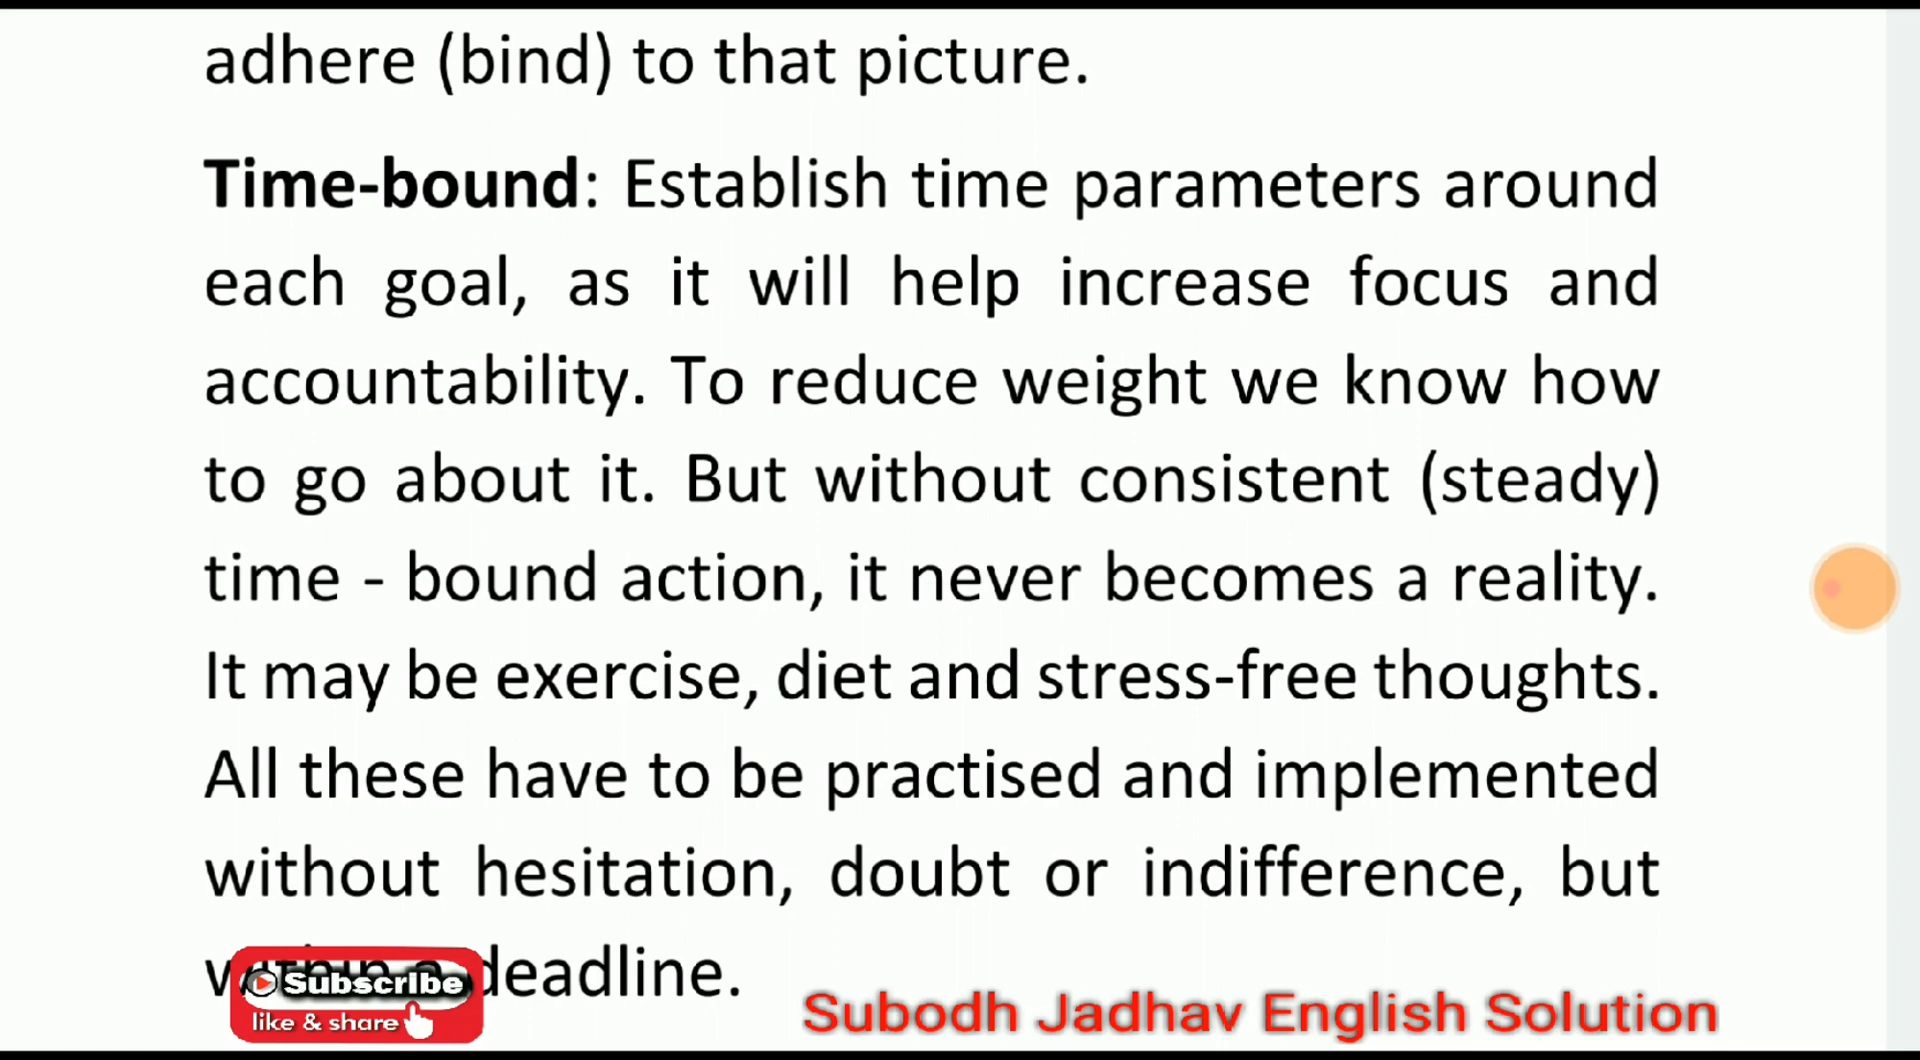 adhere (bind) to that picture.
Time-bound: Establish time parameters around
each goal, as it will help increase focus and
accountability. To reduce weight we know how
to go about it. But without consistent (steady)
time - bound action, it never becomes a reality.
It may be exercise, diet and stress-free thoughts.
All these have to be practised and implemented
without hesitation, doubt or indifference, but
within a deadline.
Subscribe
like & share
Subodh Jadhav English Solution